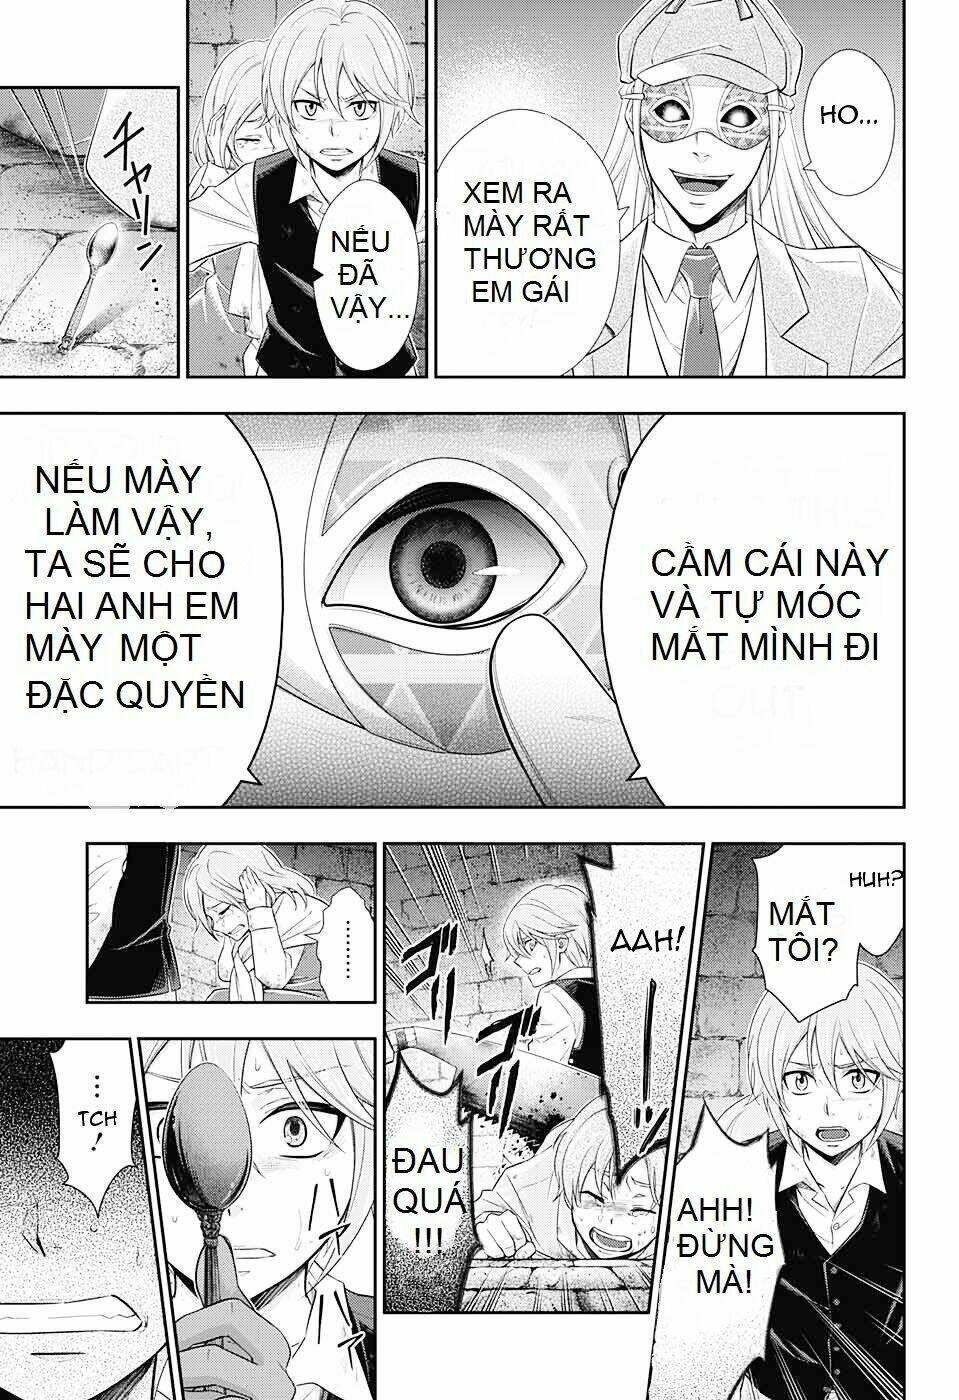 HO...
XEM RA
MÀY RẤT
THƯƠNG
EM GÁI
NẾU
ĐÃ
VẬY...
CẦM CÁI NÀY
VÀ TỰ MÓC
MẮT MÌNH ĐI
NẾU MÀY
LÀM VẬY,
TA SẼ CHO
HAI ANH EM
MÀY MỘT
ĐẶC QUYỀN
HUH?
MẮT
TÔI?
AHH!
ĐỪNG
MÀ!
AAH!
ĐAU
QUÁ
!!!
.........
...
TCH
!